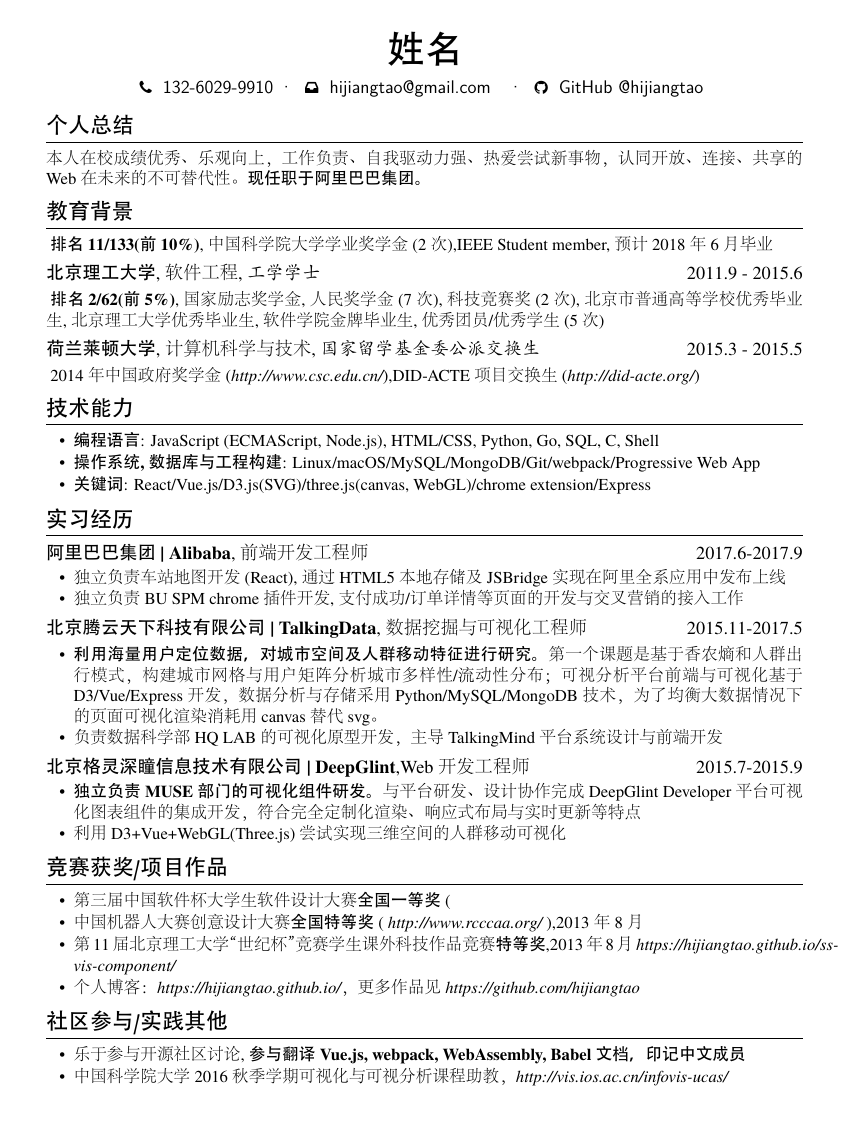 姓名
132-6029-9910 · hijiangtao@gmail.com · GitHub @hijiangtao
个人总结
本人在校成绩优秀、乐观向上，工作负责、自我驱动力强、热爱尝试新事物，认同开放、连接、共享的
Web 在未来的不可替代性。现任职于阿里巴巴集团。
教育背景
排名 11/133(前 10%), 中国科学院大学学业奖学金 (2 次),IEEE Student member, 预计 2018 年 6 月毕业
北京理工大学, 软件工程, 工学学士 2011.9 - 2015.6
排名 2/62(前 5%), 国家励志奖学金, 人民奖学金 (7 次), 科技竞赛奖 (2 次), 北京市普通高等学校优秀毕业
生, 北京理工大学优秀毕业生, 软件学院金牌毕业生, 优秀团员/优秀学生 (5 次)
荷兰莱顿大学, 计算机科学与技术, 国家留学基金委公派交换生 2015.3 - 2015.5
2014 年中国政府奖学金 (http://www.csc.edu.cn/),DID-ACTE 项目交换生 (http://did-acte.org/)
技术能力
• 编程语言: JavaScript (ECMAScript, Node.js), HTML/CSS, Python, Go, SQL, C, Shell
• 操作系统, 数据库与工程构建: Linux/macOS/MySQL/MongoDB/Git/webpack/Progressive Web App
• 关键词: React/Vue.js/D3.js(SVG)/three.js(canvas, WebGL)/chrome extension/Express
实习经历
阿里巴巴集团 | Alibaba, 前端开发工程师 2017.6-2017.9
• 独立负责车站地图开发 (React), 通过 HTML5 本地存储及 JSBridge 实现在阿里全系应用中发布上线
• 独立负责 BU SPM chrome 插件开发, 支付成功/订单详情等页面的开发与交叉营销的接入工作
北京腾云天下科技有限公司 | TalkingData, 数据挖掘与可视化工程师 2015.11-2017.5
• 利用海量用户定位数据，对城市空间及人群移动特征进行研究。第一个课题是基于香农熵和人群出
行模式，构建城市网格与用户矩阵分析城市多样性/流动性分布；可视分析平台前端与可视化基于
D3/Vue/Express 开发，数据分析与存储采用 Python/MySQL/MongoDB 技术，为了均衡大数据情况下
的页面可视化渲染消耗用 canvas 替代 svg。
• 负责数据科学部 HQ LAB 的可视化原型开发，主导 TalkingMind 平台系统设计与前端开发
北京格灵深瞳信息技术有限公司 | DeepGlint,Web 开发工程师 2015.7-2015.9
• 独立负责 MUSE 部门的可视化组件研发。与平台研发、设计协作完成 DeepGlint Developer 平台可视
化图表组件的集成开发，符合完全定制化渲染、响应式布局与实时更新等特点
• 利用 D3+Vue+WebGL(Three.js) 尝试实现三维空间的人群移动可视化
竞赛获奖/项目作品
• 第三届中国软件杯大学生软件设计大赛全国一等奖 (
• 中国机器人大赛创意设计大赛全国特等奖 ( http://www.rcccaa.org/ ),2013 年 8 月
• 第 11 届北京理工大学“世纪杯”竞赛学生课外科技作品竞赛特等奖,2013 年 8 月 https://hijiangtao.github.io/ss-
vis-component/
• 个人博客：https://hijiangtao.github.io/，更多作品见 https://github.com/hijiangtao
社区参与/实践其他
• 乐于参与开源社区讨论, 参与翻译 Vue.js, webpack, WebAssembly, Babel 文档，印记中文成员
• 中国科学院大学 2016 秋季学期可视化与可视分析课程助教，http://vis.ios.ac.cn/infovis-ucas/